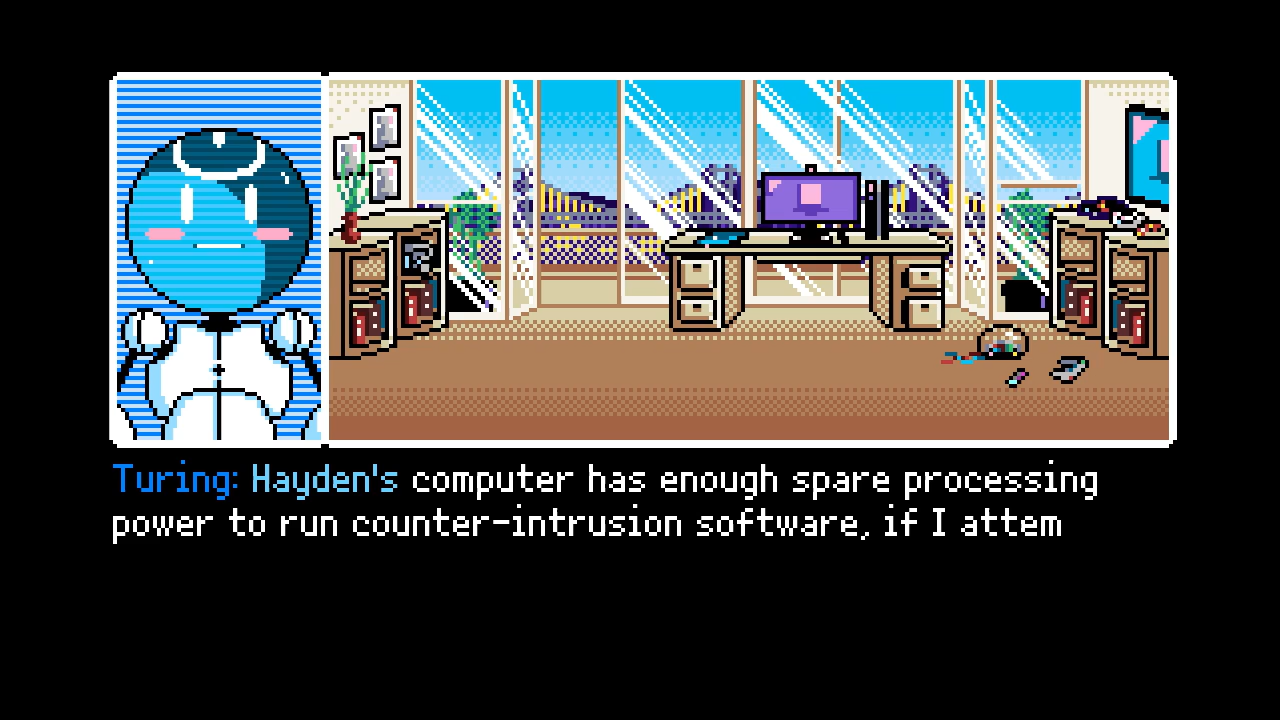 Turing: Hayden's computer has enough spare processing
power to run counter-intrusion software, if I attem